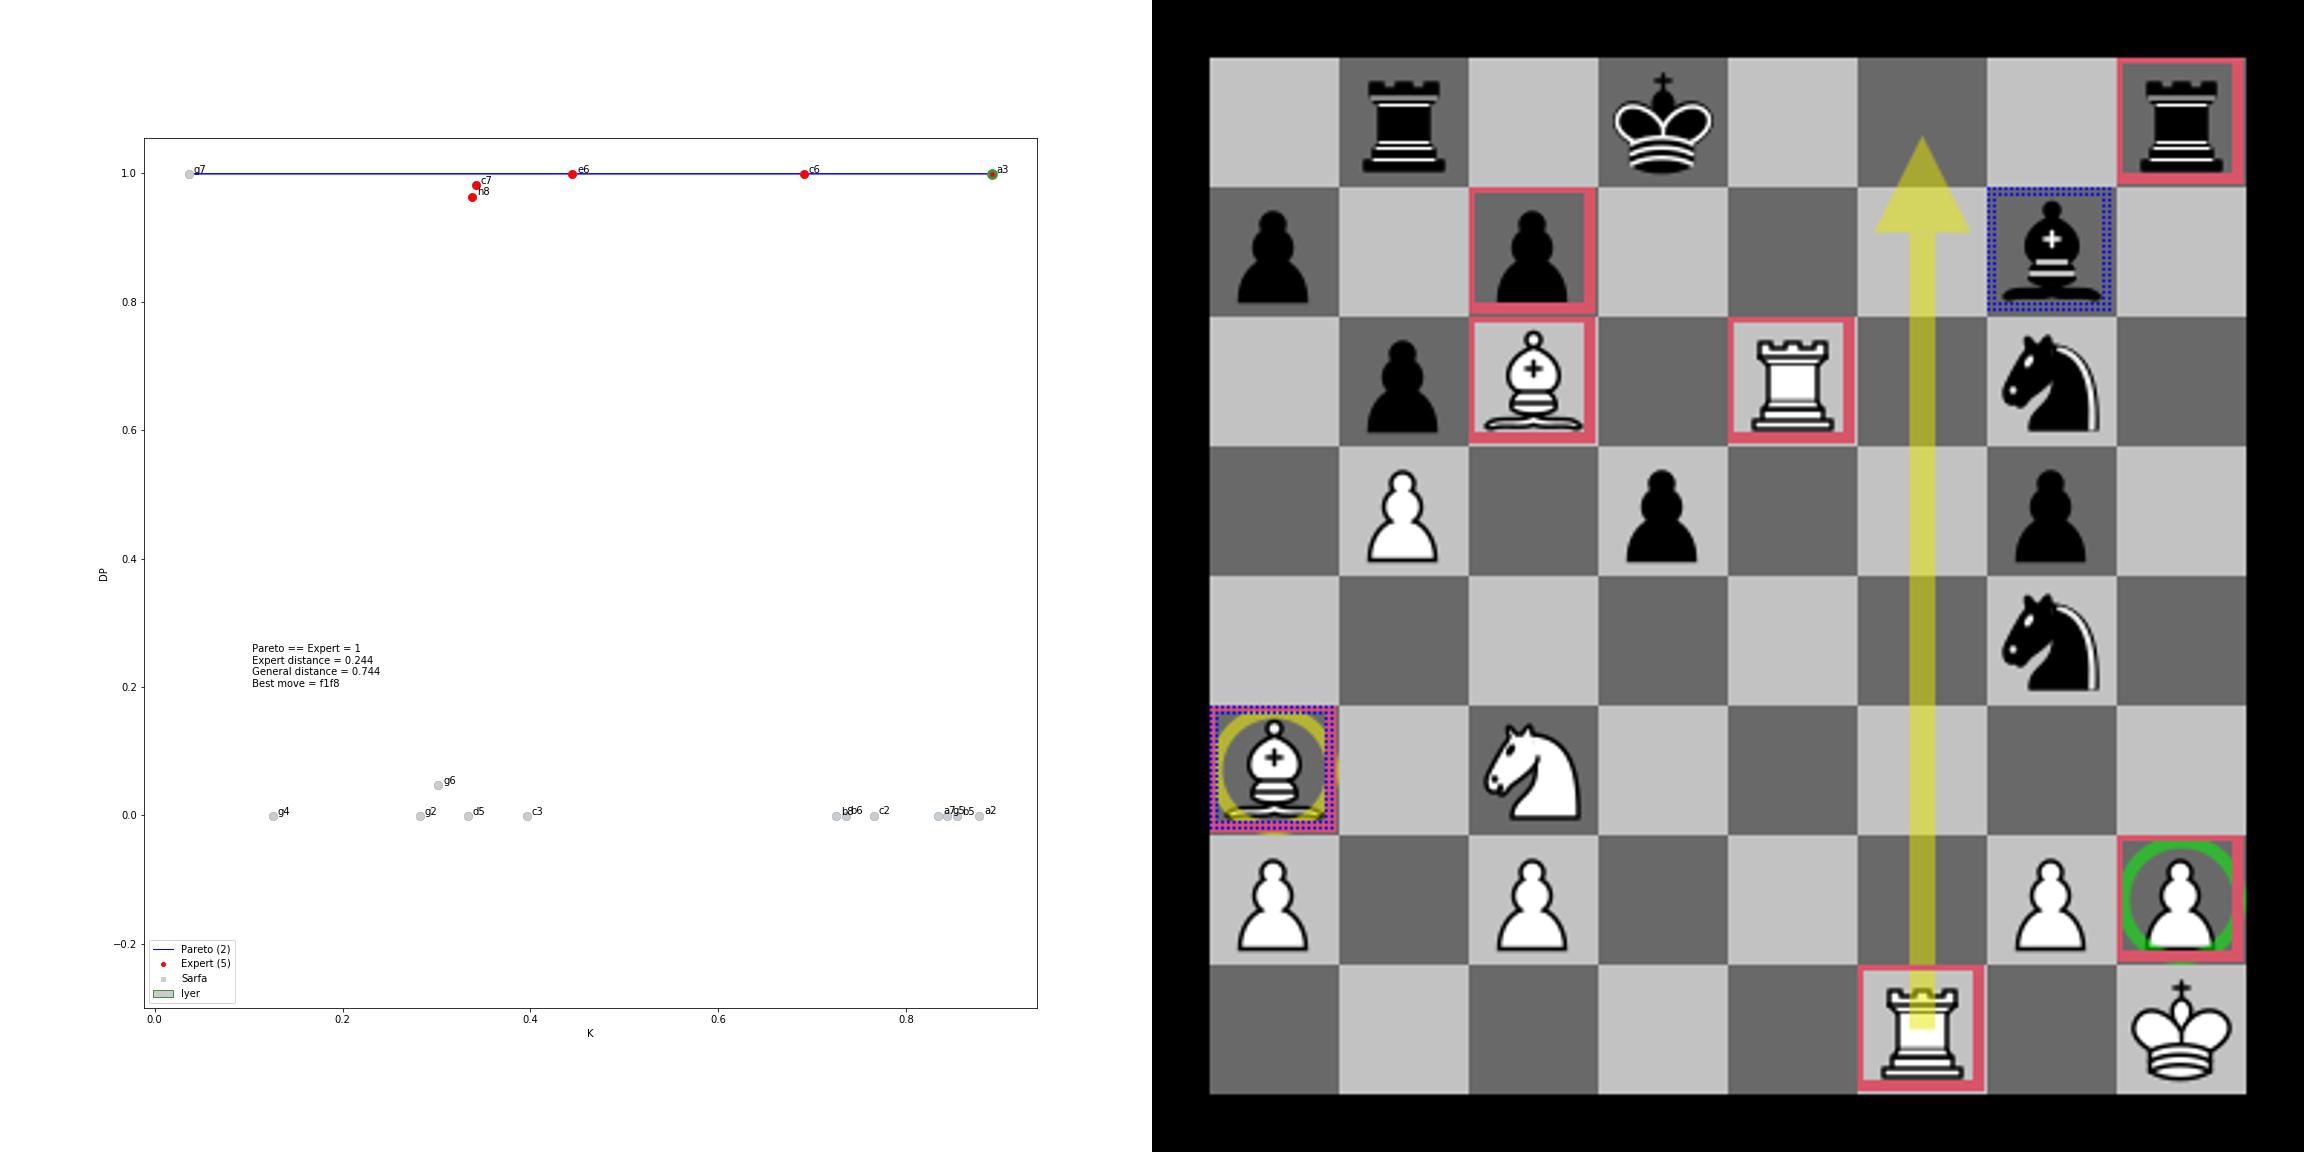 1.0
g7
c7
h8
e6
c6
a3
0.8
0.6
DP
0.4
Pareto == Expert = 1
Expert distance = 0.244
General distance = 0.744
Best move = f1f8
0.2
g6
0.0
g4
g2
d5
c3
b6
c2
b5
a2
−0.2
Pareto (2)
Expert (5)
Sarfa
Iyer
0.0
0.2
0.4
0.6
0.8
K